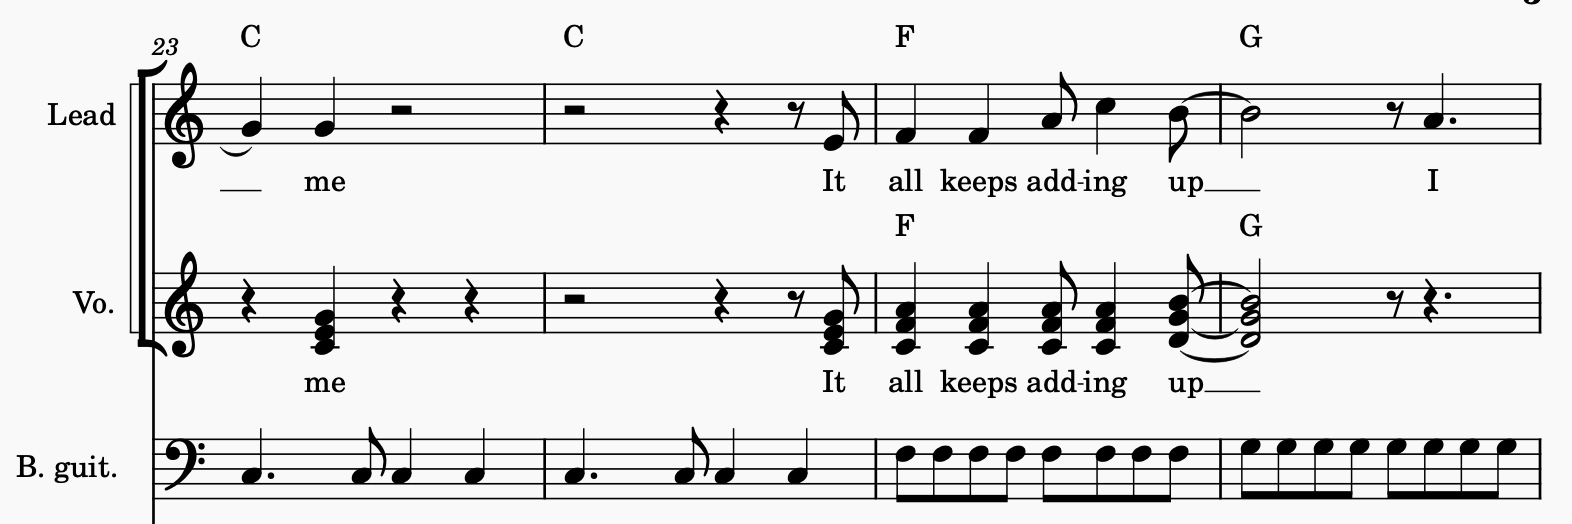 C C F G
23
Lead
me It all keeps add-ing up I
F G
Vo.
me It all keeps add-ing up
B. guit.